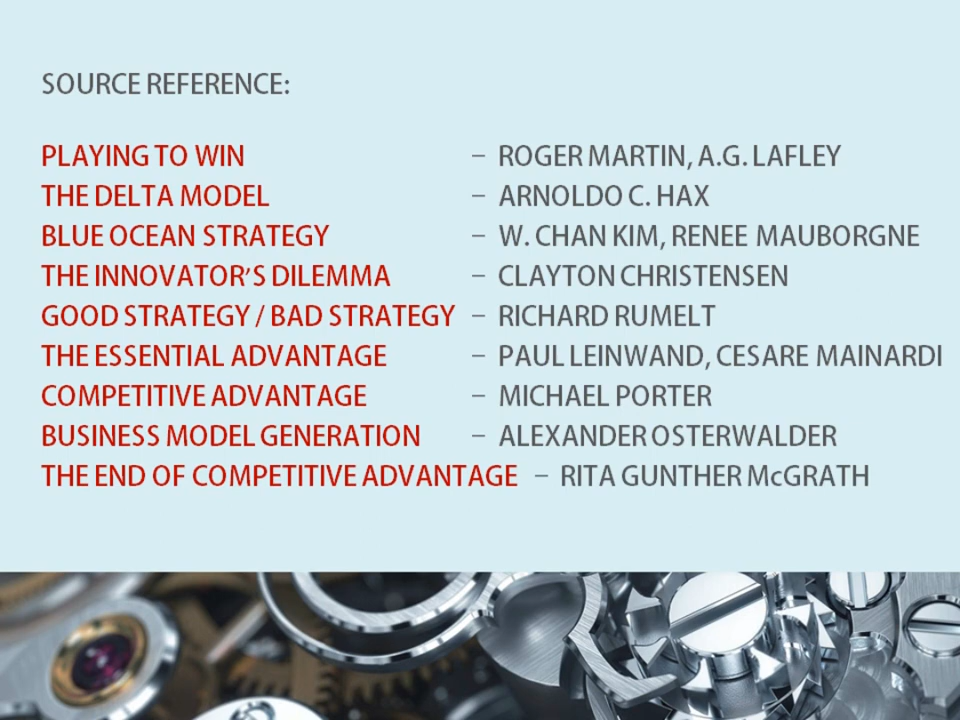 SOURCE REFERENCE:
PLAYING TO WIN – ROGER MARTIN, A.G. LAFLEY
THE DELTA MODEL – ARNOLDO C. HAX
BLUE OCEAN STRATEGY – W. CHAN KIM, RENEE MAUBORGNE
THE INNOVATOR'S DILEMMA – CLAYTON CHRISTENSEN
GOOD STRATEGY / BAD STRATEGY – RICHARD RUMELT
THE ESSENTIAL ADVANTAGE – PAUL LEINWAND, CESARE MAINARDI
COMPETITIVE ADVANTAGE – MICHAEL PORTER
BUSINESS MODEL GENERATION – ALEXANDER OSTERWALDER
THE END OF COMPETITIVE ADVANTAGE – RITA GUNTHER McGRATH